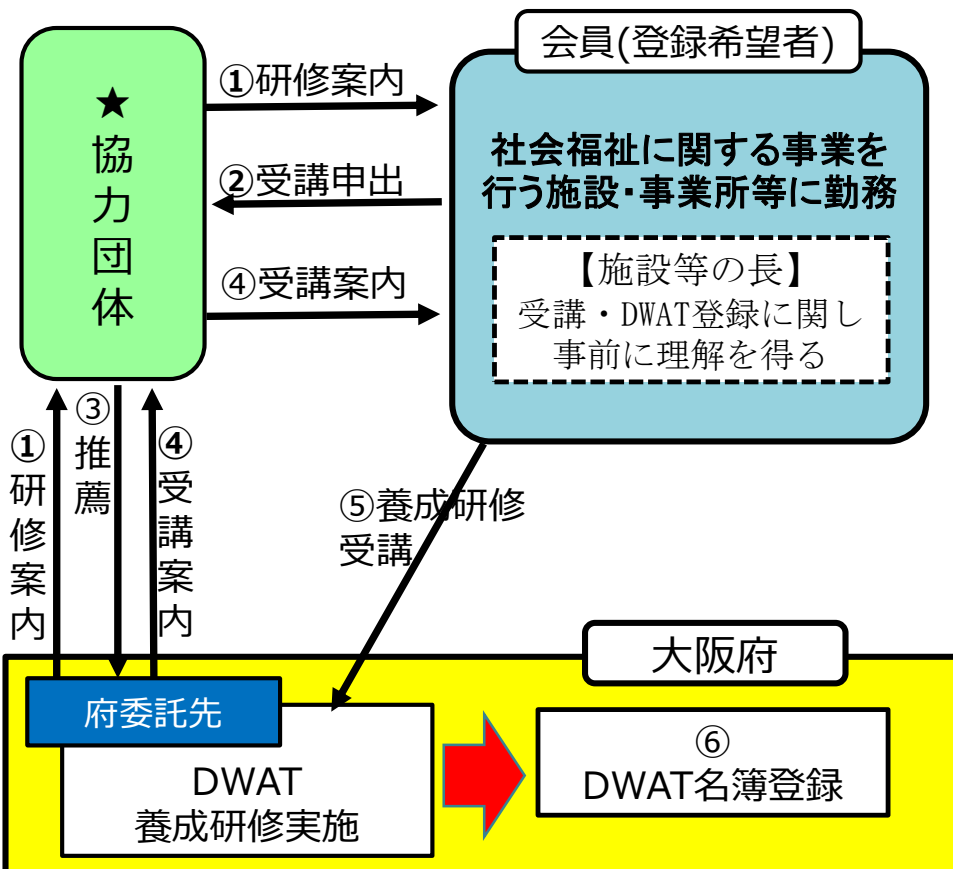 ★
協力団体
①研修案内
②受講申出
④受講案内
会員(登録希望者)
社会福祉に関する事業を
行う施設・事業所等に勤務
【施設等の長】
受講・DWAT登録に関し
事前に理解を得る
①研修案内
③推薦
④受講案内
⑤養成研修
受講
大阪府
府委託先
DWAT
養成研修実施
⑥
DWAT名簿登録